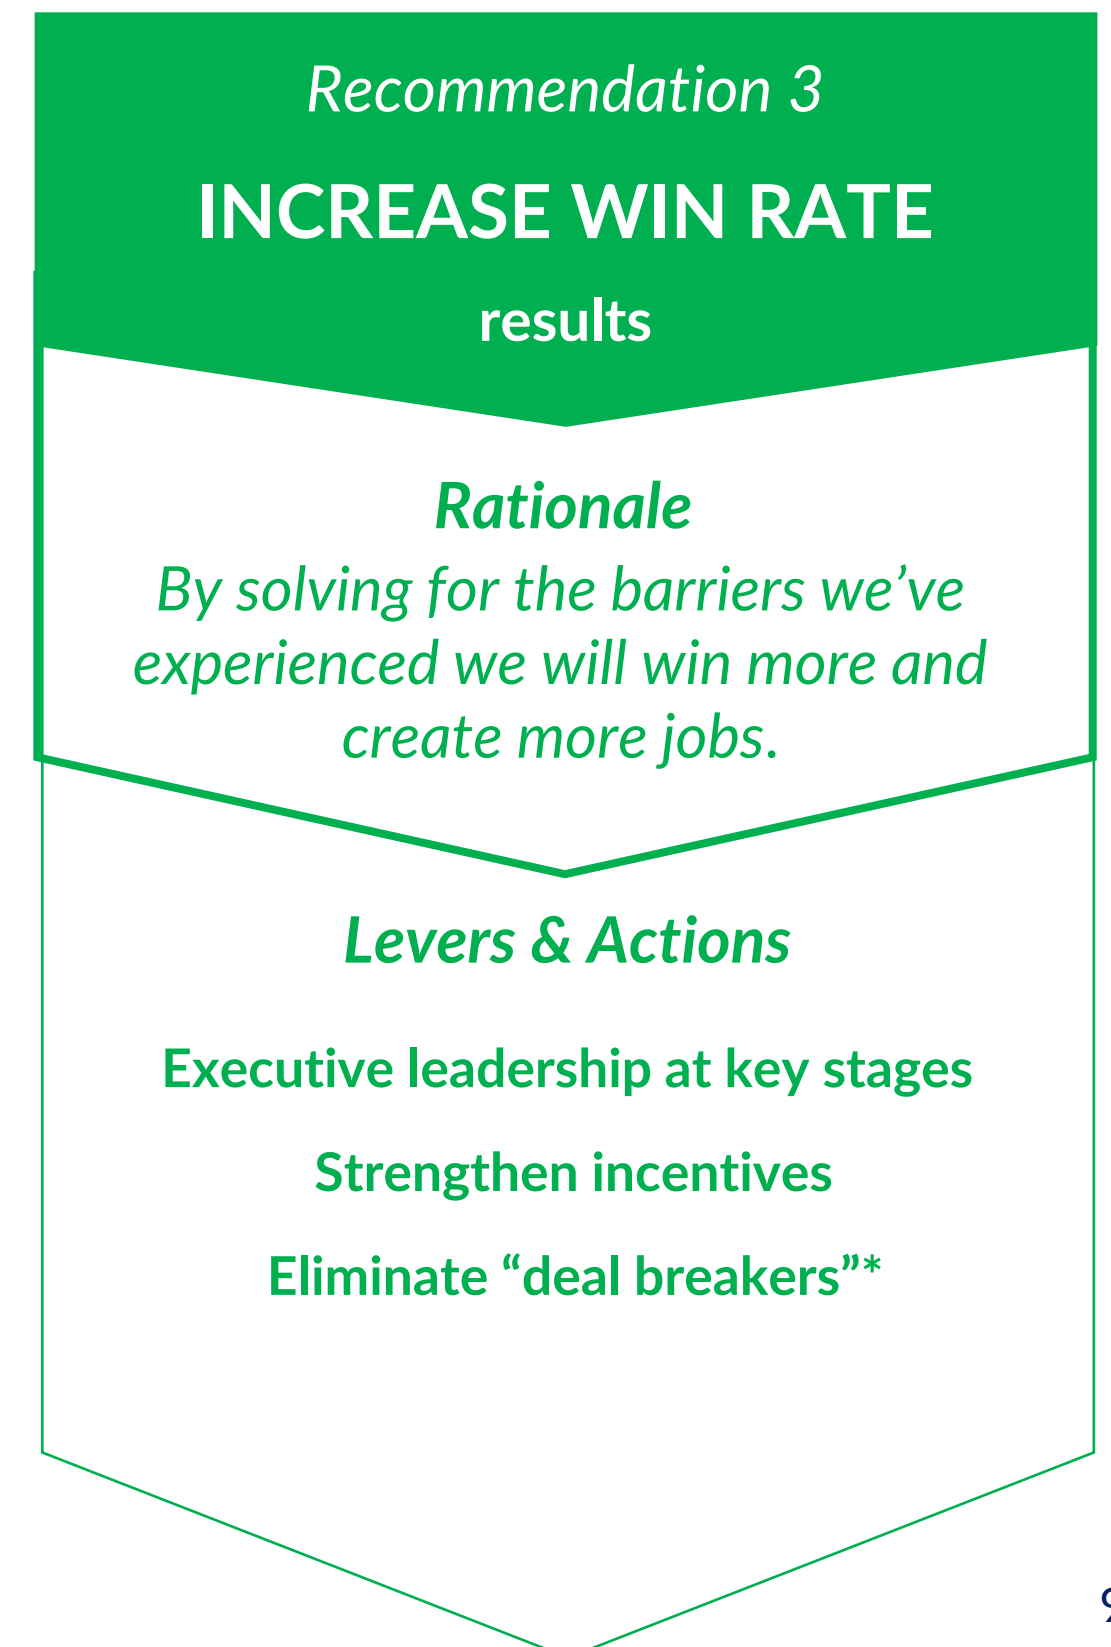 Recommendation 3
INCREASE WIN RATE
results
Rationale
By solving for the barriers we’ve
experienced we will win more and
create more jobs.
Levers & Actions
Executive leadership at key stages
Strengthen incentives
Eliminate “deal breakers”*